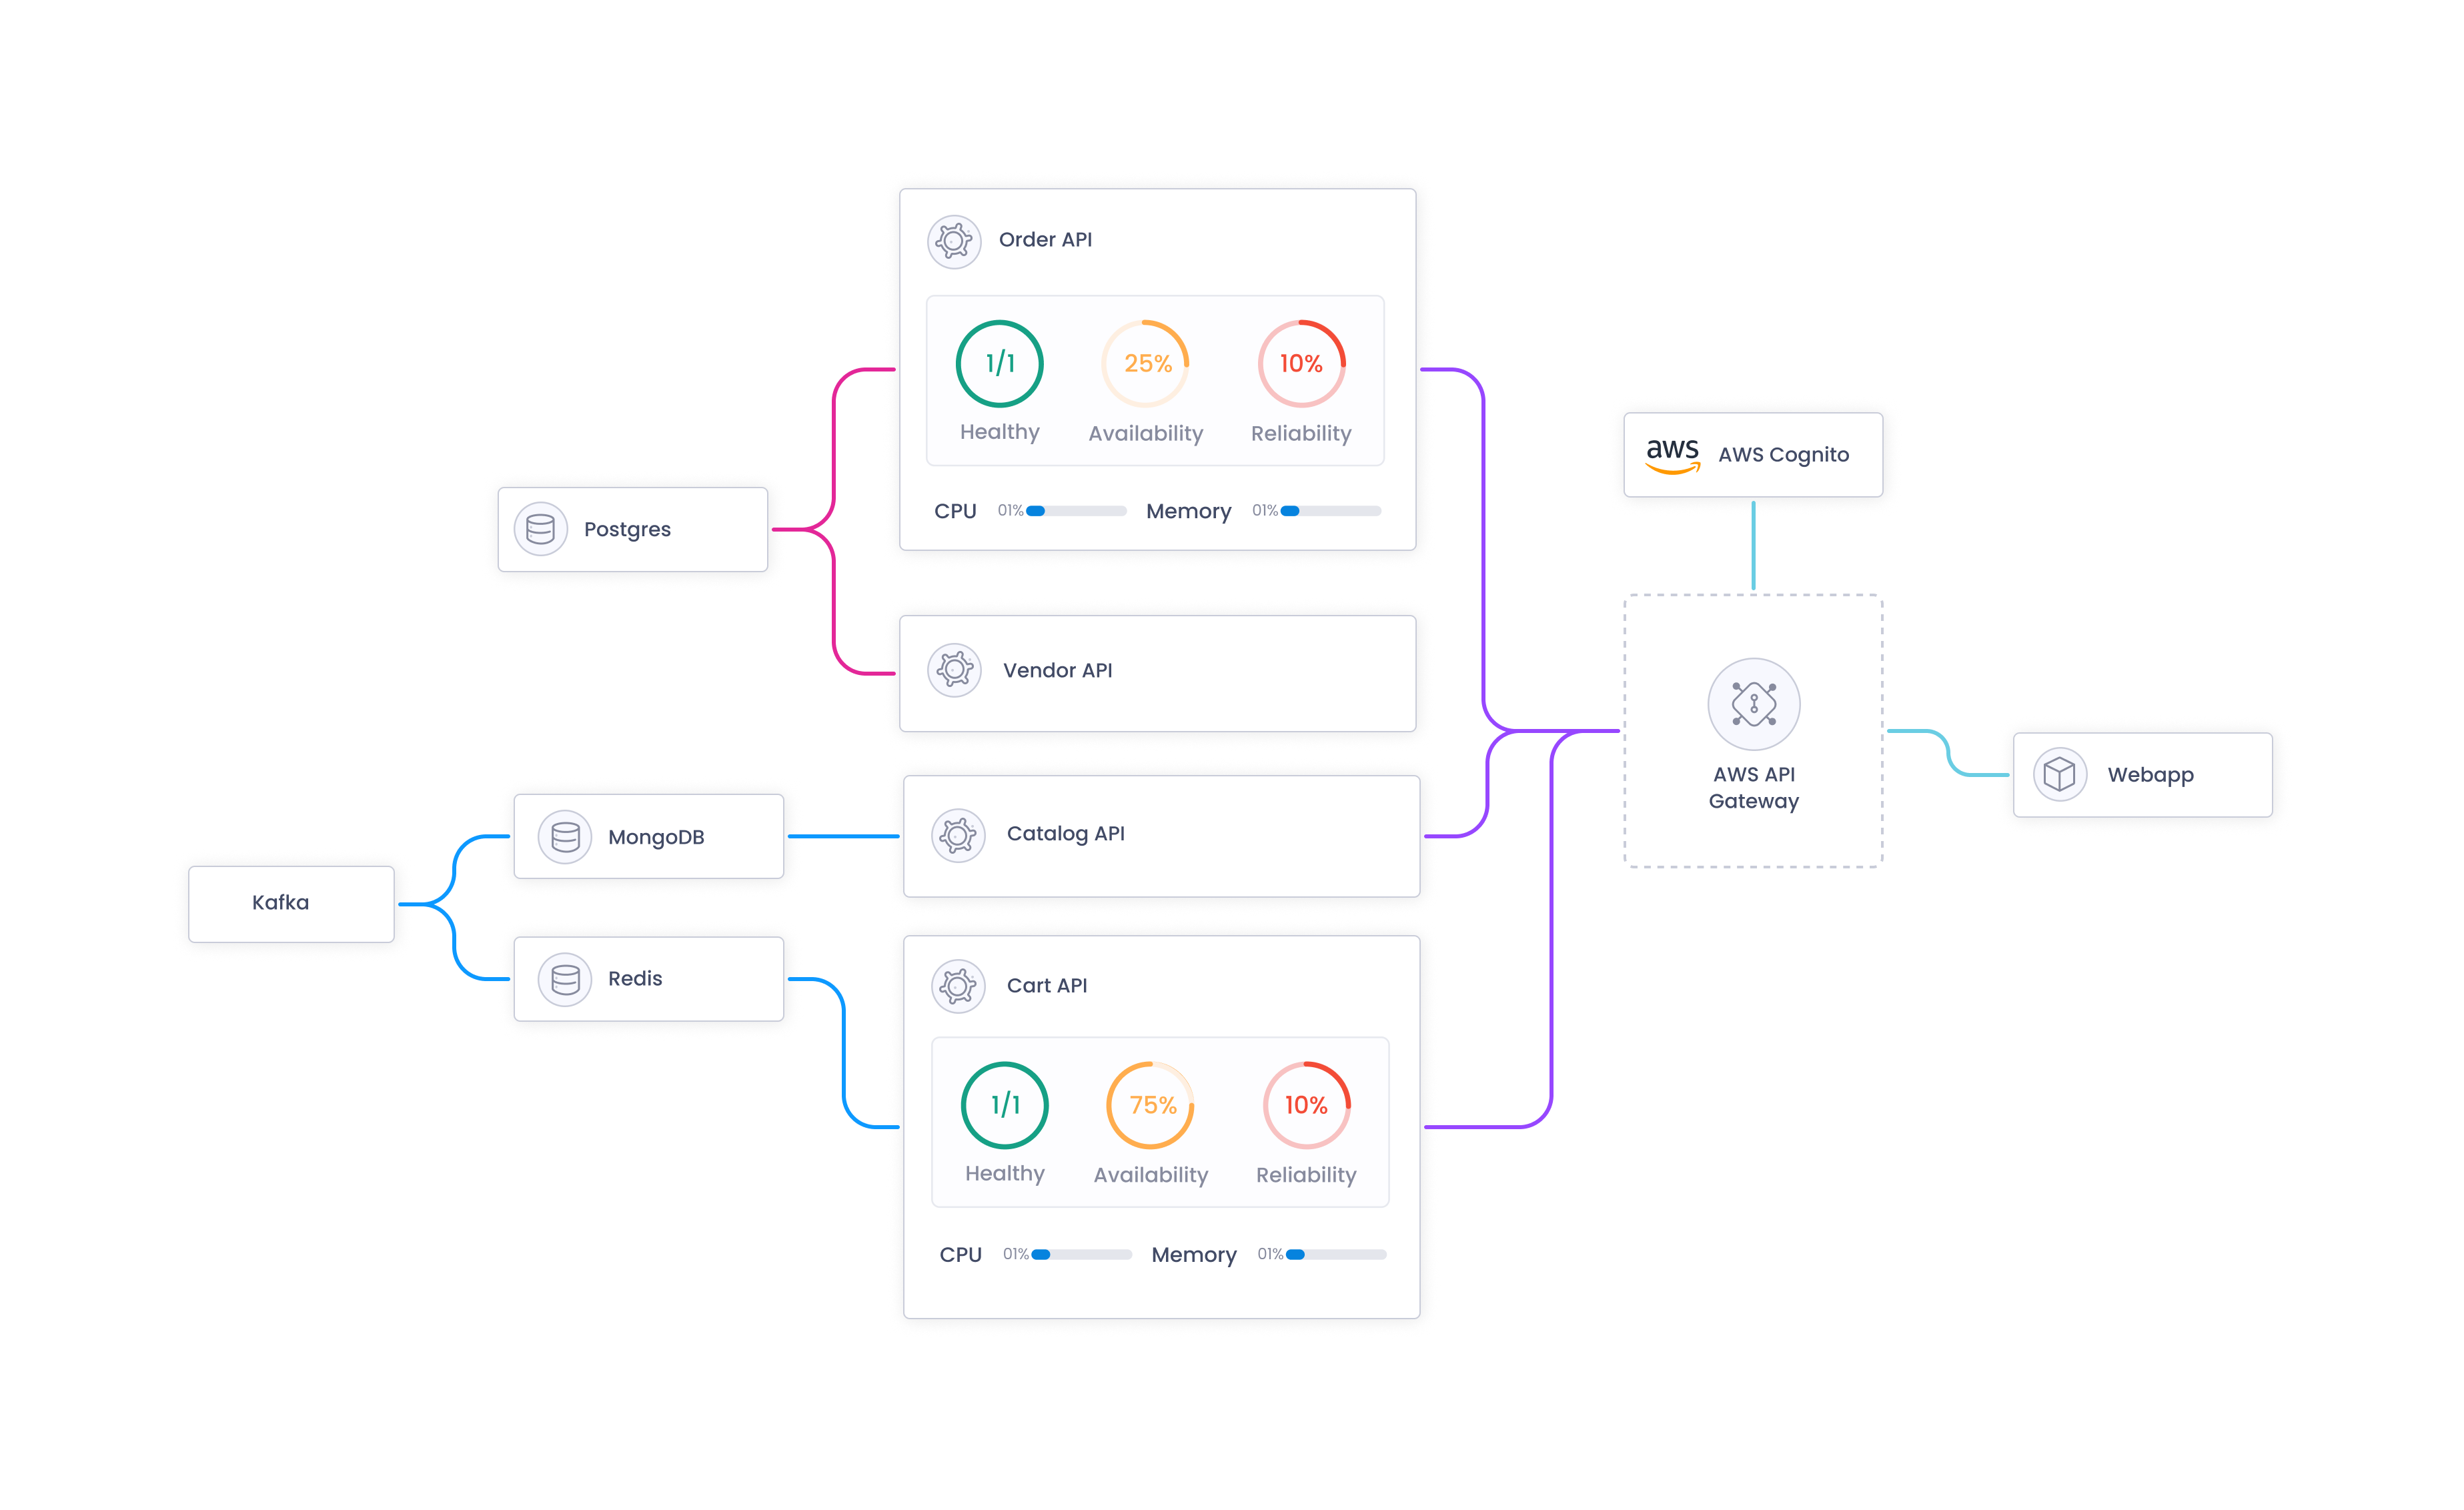 Order API
1/1
25%
10%
Healthy
Availability
Reliability
CPU 01% Memory 01%
aws AWS Cognito
Postgres
Vendor API
AWS API
Gateway
Webapp
MongoDB
Catalog API
Kafka
Redis
Cart API
1/1
75%
10%
Healthy
Availability
Reliability
CPU 01% Memory 01%